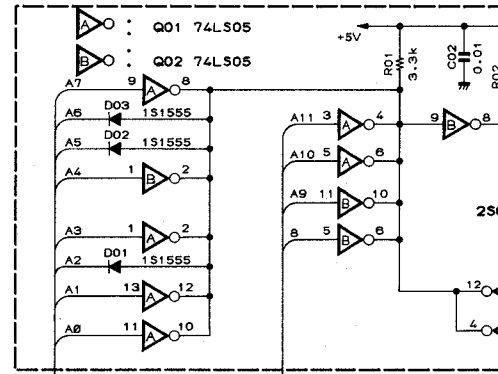 A : Q01 74LS05
B : Q02 74LS05
+5V
R01
3.3k
C02
0.01
R02
A7 9 A 8
A6 D03 1S1555
A5 D02 1S1555
A4 1 B 2
A3 1 A 2
A2 D01 1S1555
A1 13 A 12
A0 11 A 10
A11 3 A 4
A10 5 A 6
A9 11 B 10
8 5 B 6
9 B 8
2S
12
4